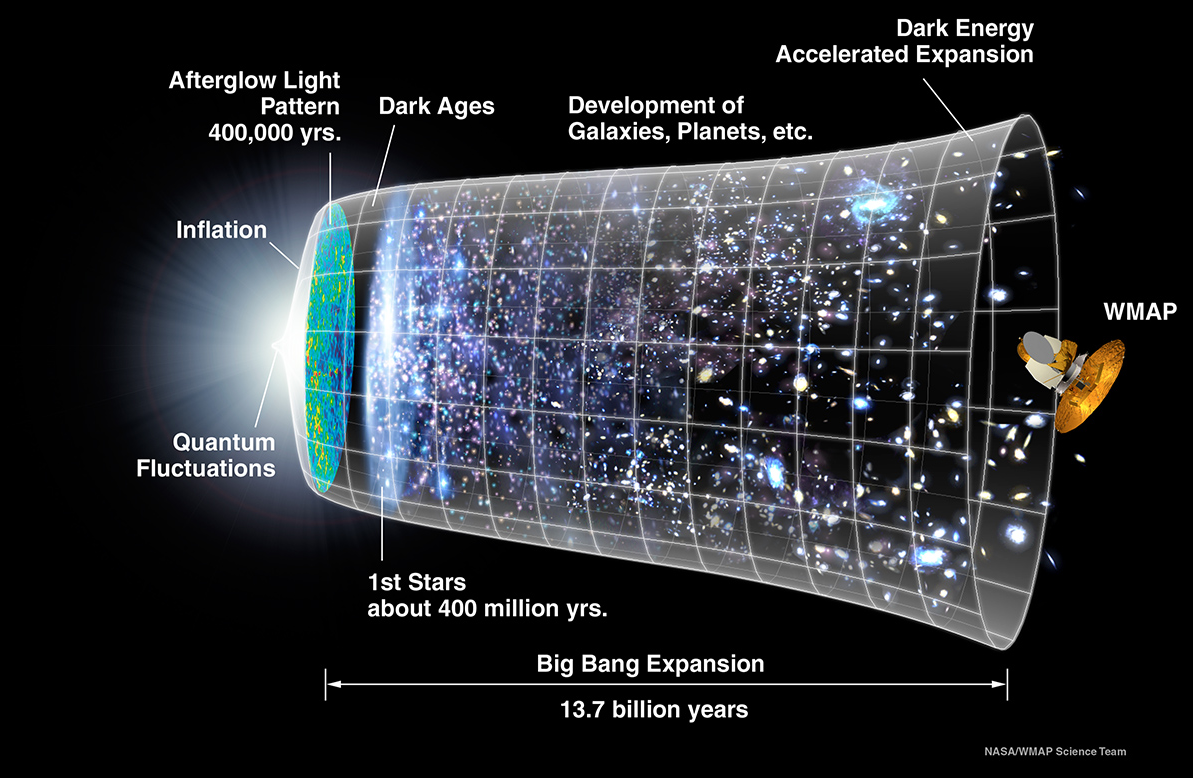 Dark Energy
Accelerated Expansion
Afterglow Light
Pattern
400,000 yrs.
Dark Ages
Development of
Galaxies, Planets, etc.
Inflation
WMAP
Quantum
Fluctuations
1st Stars
about 400 million yrs.
Big Bang Expansion
13.7 billion years
NASA/WMAP Science Team